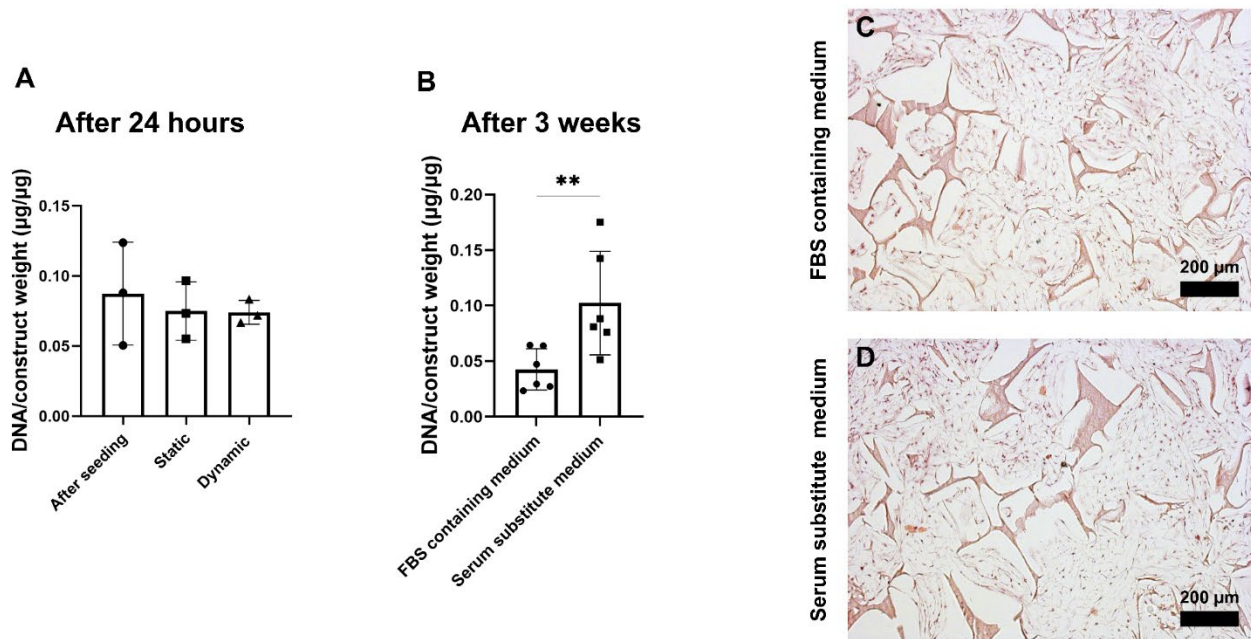 A
After 24 hours
DNA/construct weight (µg/µg)
0.15
0.10
0.05
0.00
After seeding
Static
Dynamic
B
After 3 weeks
DNA/construct weight (µg/µg)
0.20
0.15
0.10
0.05
0.00
**
FBS containing medium
Serum substitute medium
FBS containing medium
C
200 µm
Serum substitute medium
D
200 µm